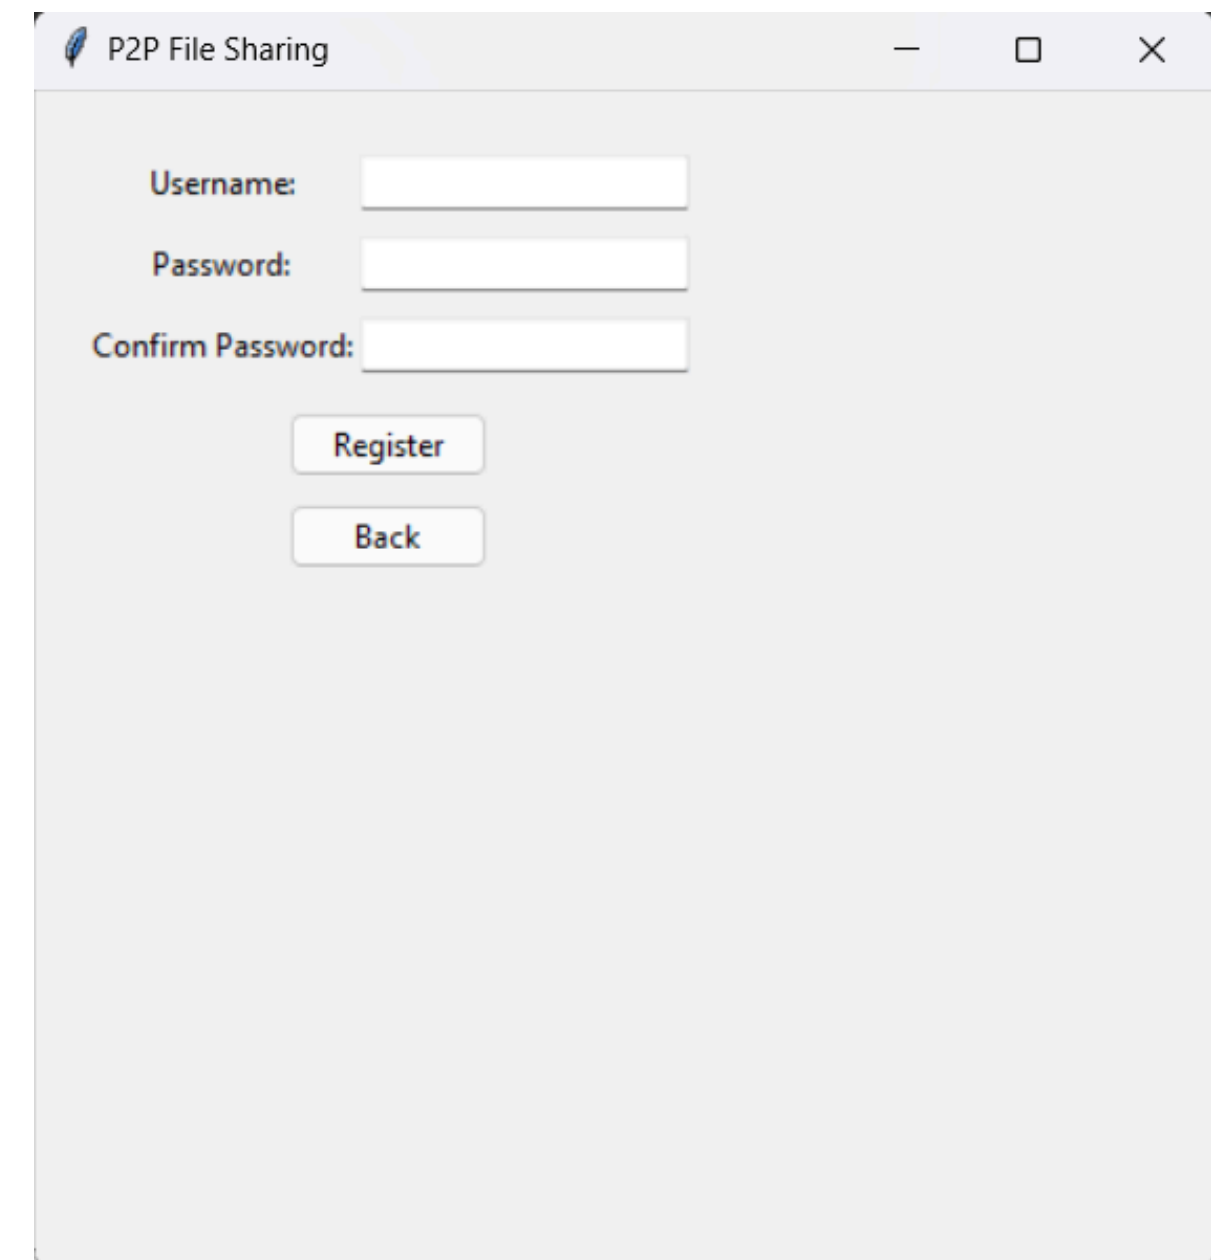 P2P File Sharing
Username:
Password:
Confirm Password:
Register
Back